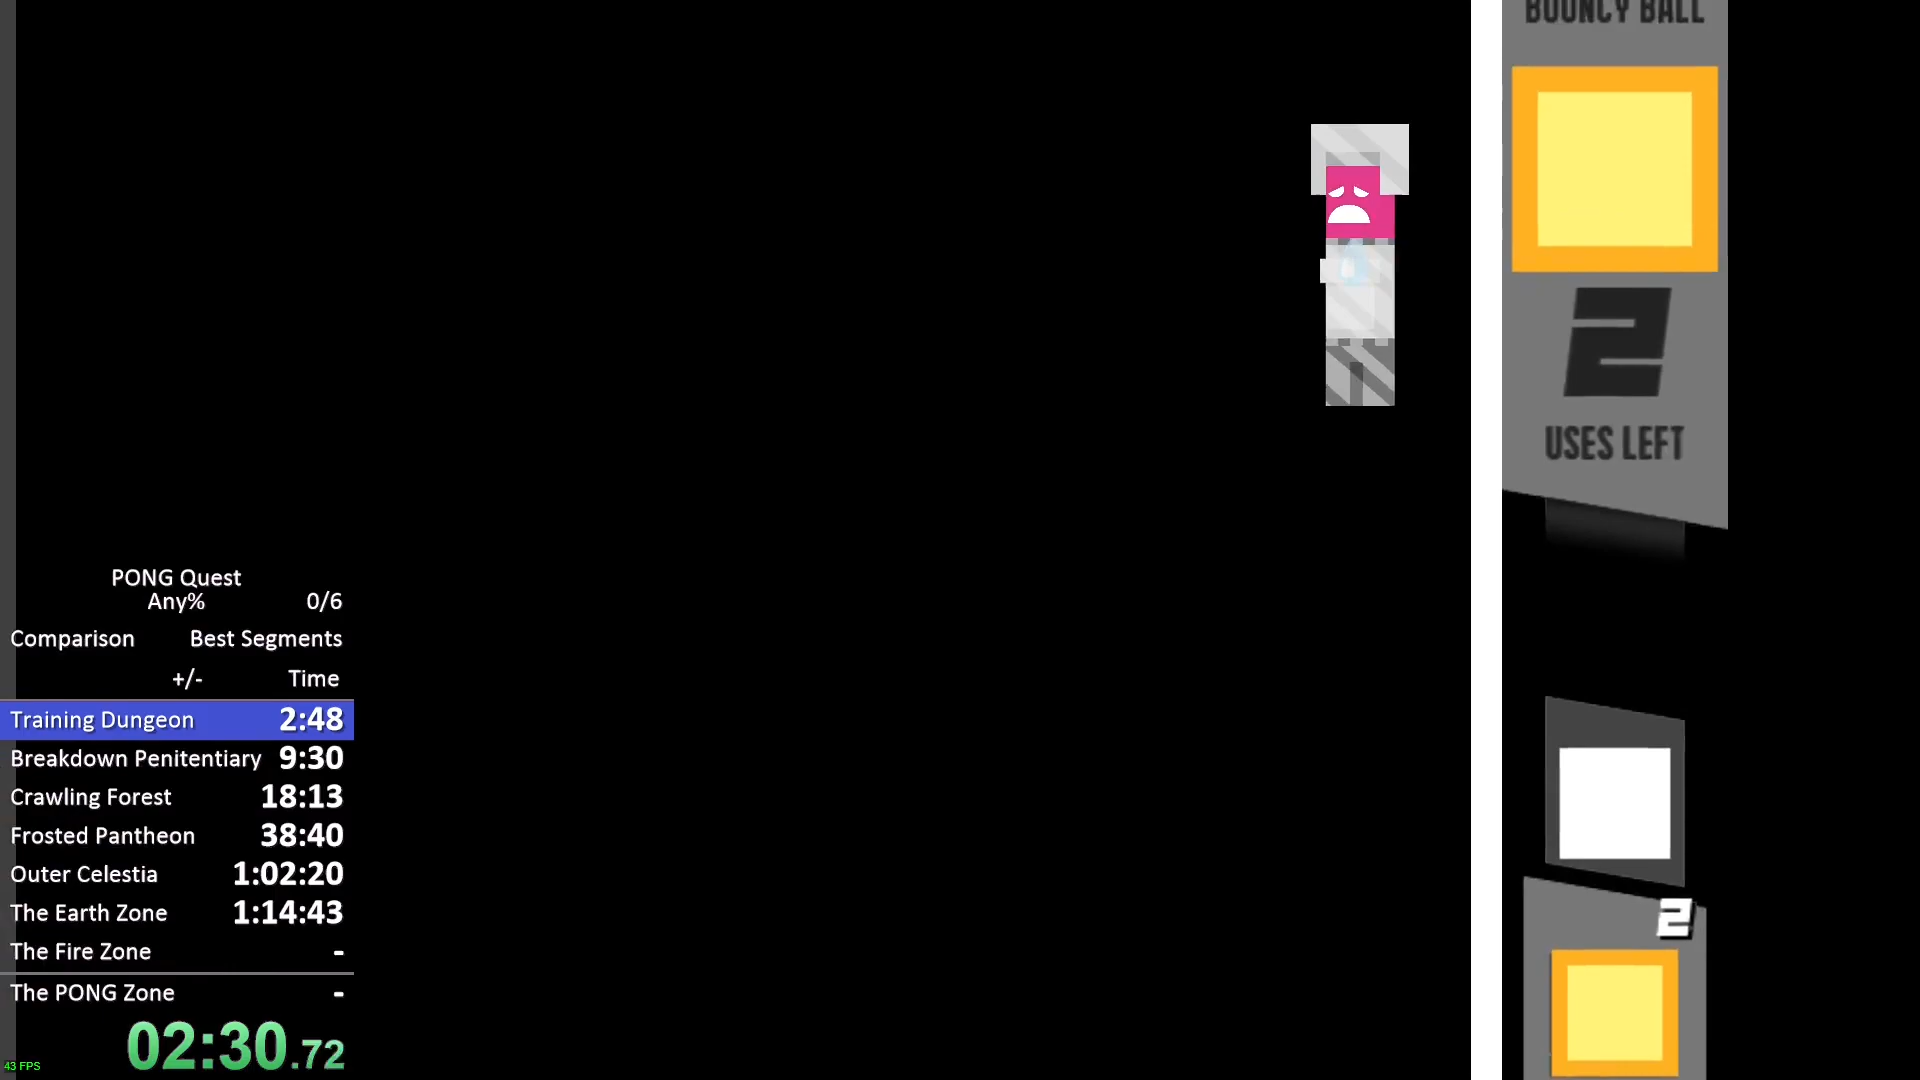 BOUNCY BALL
2
USES LEFT
2
PONG Quest
Any% 0/6
Comparison Best Segments
+/- Time
Training Dungeon 2:48
Breakdown Penitentiary 9:30
Crawling Forest 18:13
Frosted Pantheon 38:40
Outer Celestia 1:02:20
The Earth Zone 1:14:43
The Fire Zone -
The PONG Zone -
02:30.72
43 FPS